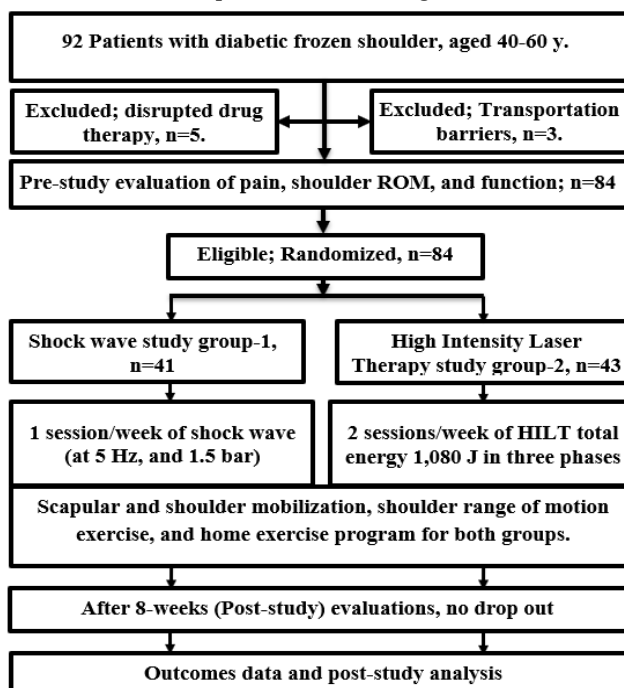 92 Patients with diabetic frozen shoulder, aged 40-60 y.
Excluded; disrupted drug
therapy, n=5.
Excluded; Transportation
barriers, n=3.
Pre-study evaluation of pain, shoulder ROM, and function; n=84
Eligible; Randomized, n=84
Shock wave study group-1,
n=41
High Intensity Laser
Therapy study group-2, n=43
1 session/week of shock wave
(at 5 Hz, and 1.5 bar)
2 sessions/week of HILT total
energy 1,080 J in three phases
Scapular and shoulder mobilization, shoulder range of motion
exercise, and home exercise program for both groups.
After 8-weeks (Post-study) evaluations, no drop out
Outcomes data and post-study analysis